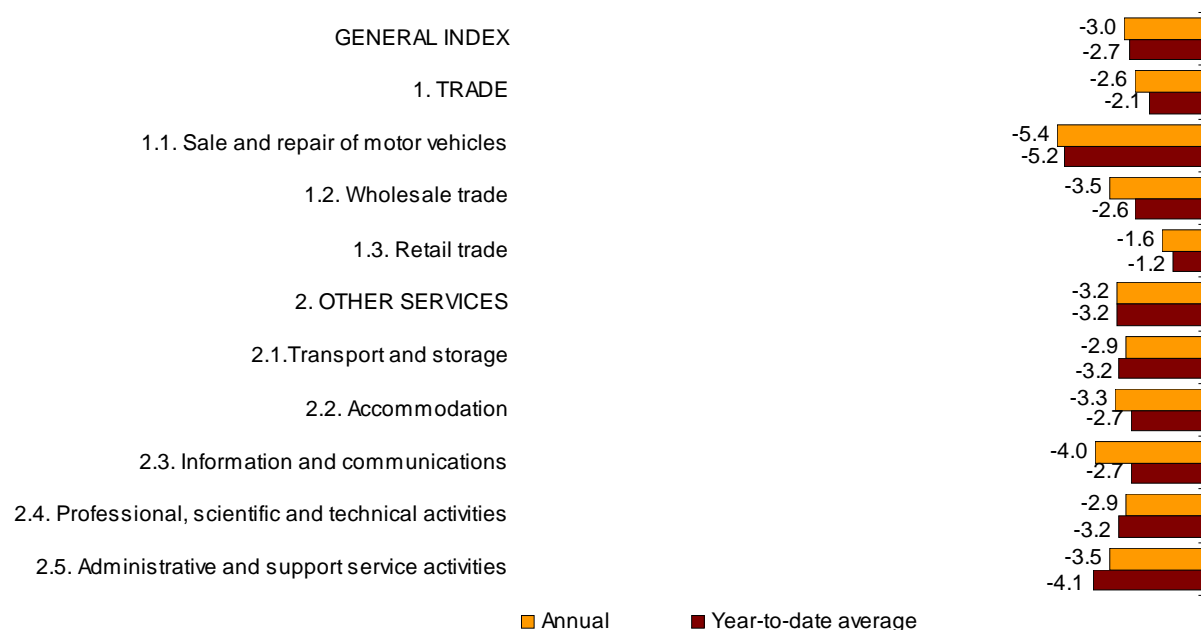 GENERAL INDEX
-3.0
-2.7
1. TRADE
-2.6
-2.1
1.1. Sale and repair of motor vehicles
-5.4
-5.2
1.2. Wholesale trade
-3.5
-2.6
1.3. Retail trade
-1.6
-1.2
2. OTHER SERVICES
-3.2
-3.2
2.1.Transport and storage
-2.9
-3.2
2.2. Accommodation
-3.3
-2.7
2.3. Information and communications
-4.0
-2.7
2.4. Professional, scientific and technical activities
-2.9
-3.2
2.5. Administrative and support service activities
-3.5
-4.1
Annual Year-to-date average